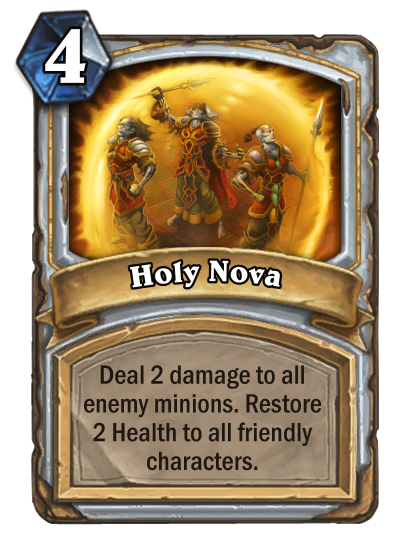 4
Holy Nova
Deal 2 damage to all
enemy minions. Restore
2 Health to all friendly
characters.